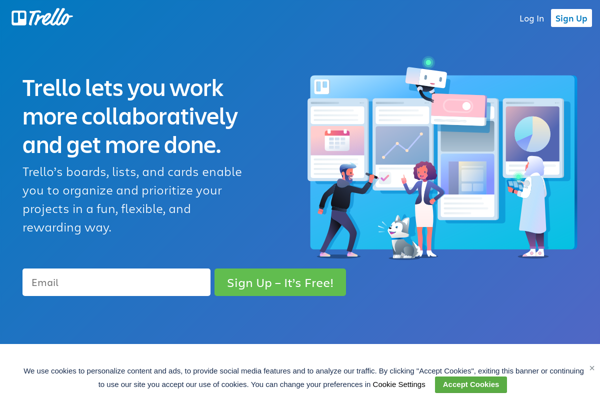 Trello
Log In
Sign Up
Trello lets you work
more collaboratively
and get more done.
Trello's boards, lists, and cards enable
you to organize and prioritize your
projects in a fun, flexible, and
rewarding way.
Email
Sign Up – It's Free!
We use cookies to personalize content and ads, to provide social media features and to analyze our traffic. By clicking "Accept Cookies", exiting this banner or continuing
to use our site you accept our use of cookies. You can change your preferences in Cookie Settings
Accept Cookies